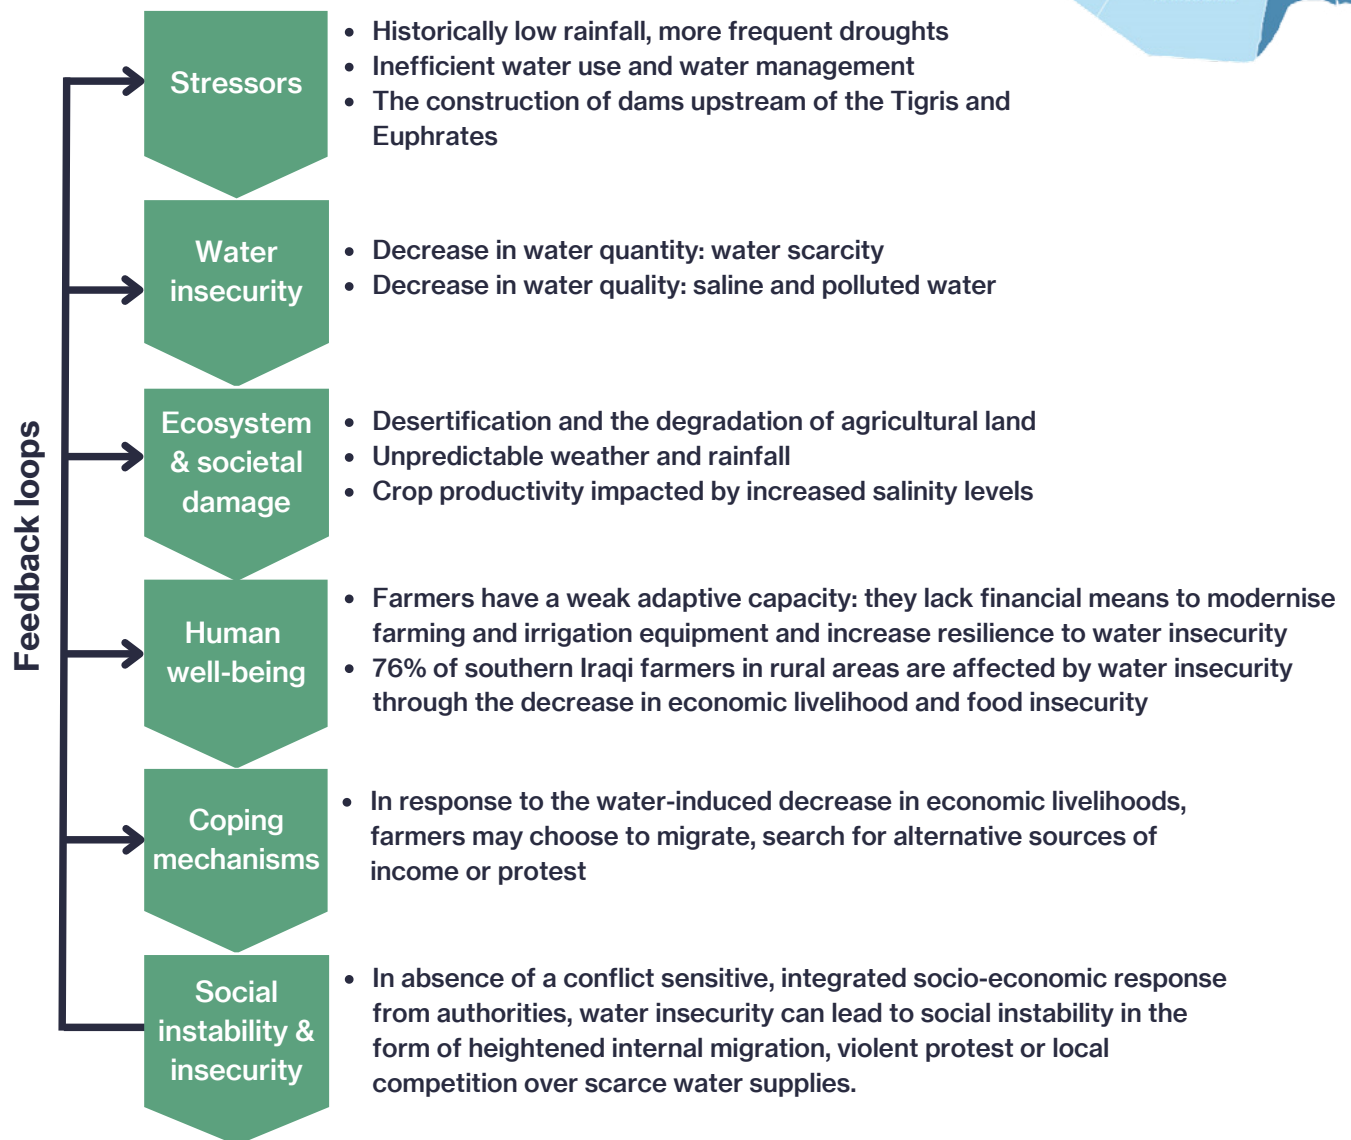 Feedback loops
Stressors
• Historically low rainfall, more frequent droughts
• Inefficient water use and water management
• The construction of dams upstream of the Tigris and
Euphrates
Water
insecurity
• Decrease in water quantity: water scarcity
• Decrease in water quality: saline and polluted water
Ecosystem
& societal
damage
• Desertification and the degradation of agricultural land
• Unpredictable weather and rainfall
• Crop productivity impacted by increased salinity levels
Human
well-being
• Farmers have a weak adaptive capacity: they lack financial means to modernise
farming and irrigation equipment and increase resilience to water insecurity
• 76% of southern Iraqi farmers in rural areas are affected by water insecurity
through the decrease in economic livelihood and food insecurity
Coping
mechanisms
• In response to the water-induced decrease in economic livelihoods,
farmers may choose to migrate, search for alternative sources of
income or protest
Social
instability &
insecurity
• In absence of a conflict sensitive, integrated socio-economic response
from authorities, water insecurity can lead to social instability in the
form of heightened internal migration, violent protest or local
competition over scarce water supplies.